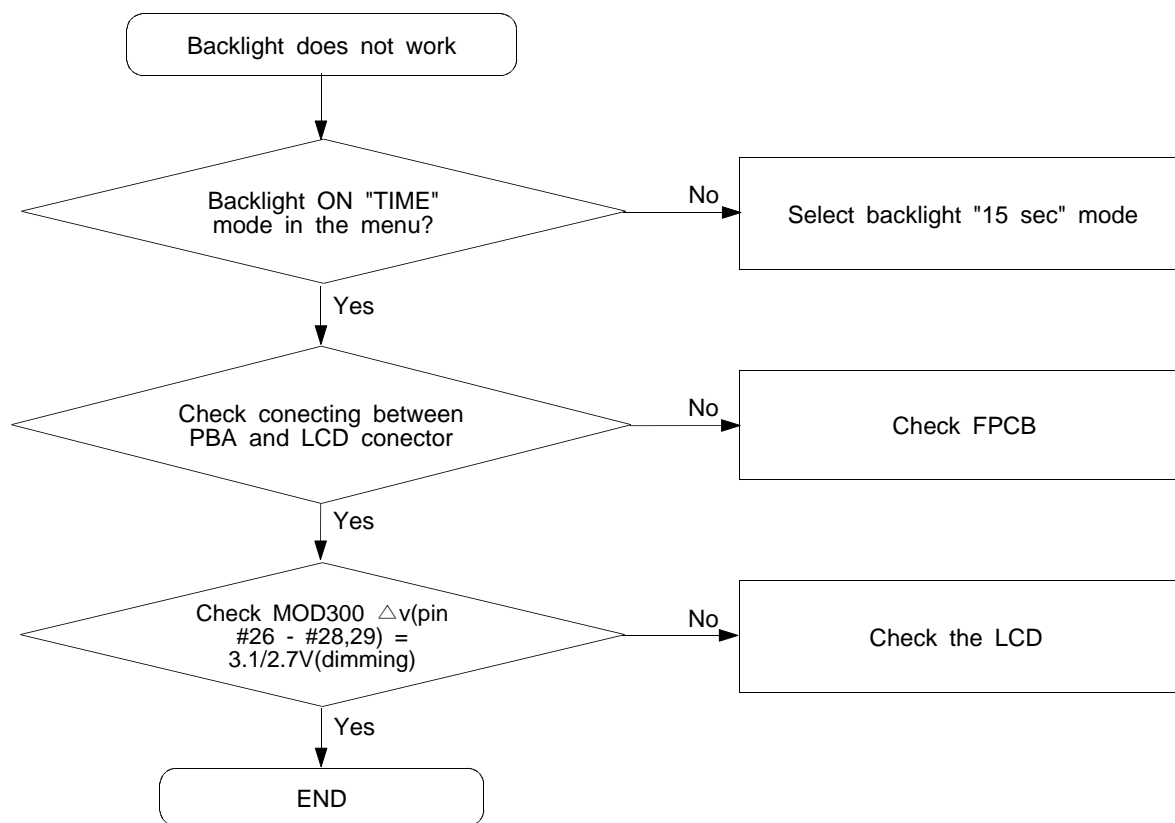 Backlight does not work
Backlight ON "TIME"
mode in the menu?
No
Select backlight "15 sec" mode
Yes
Check conecting between
PBA and LCD conector
No
Check FPCB
Yes
Check MOD300 △v(pin
#26 - #28,29) =
3.1/2.7V(dimming)
No
Check the LCD
Yes
END